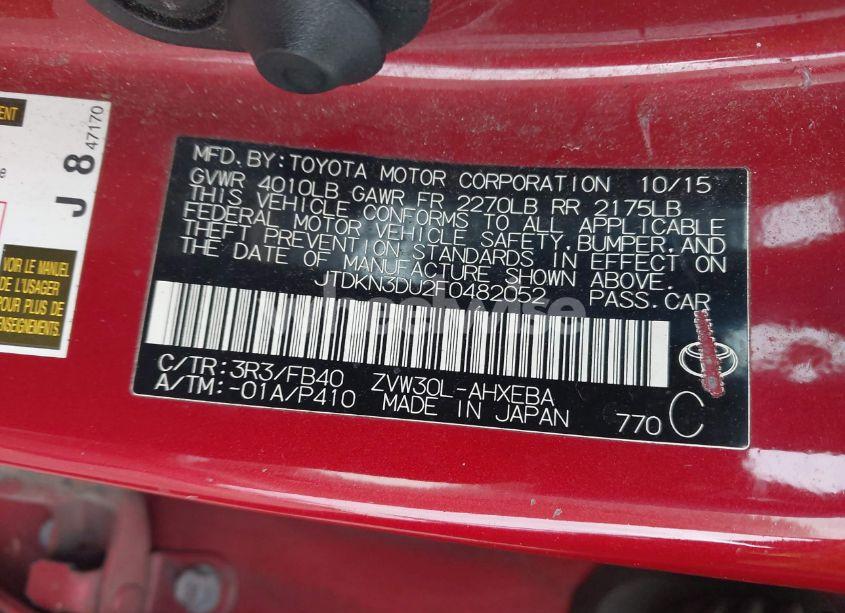 MENT
J 8
47170
VOIR LE MANUEL
DE L'USAGER
POUR PLUS DE
RENSEIGNEMENTS
MFD. BY: TOYOTA MOTOR CORPORATION 10/15
GVWR 4010LB GAWR FR 2270LB RR 2175LB
THIS VEHICLE CONFORMS TO ALL APPLICABLE
FEDERAL MOTOR VEHICLE SAFETY, BUMPER, AND
THEFT PREVENTION STANDARDS IN EFFECT ON
THE DATE OF MANUFACTURE SHOWN ABOVE.
JTDKN3DU2F0482052 PASS.CAR
wheelwise
C/TR: 3R3/FB40 ZVW30L-AHXEBA
A/TM: -01A/P410 MADE IN JAPAN
770 C